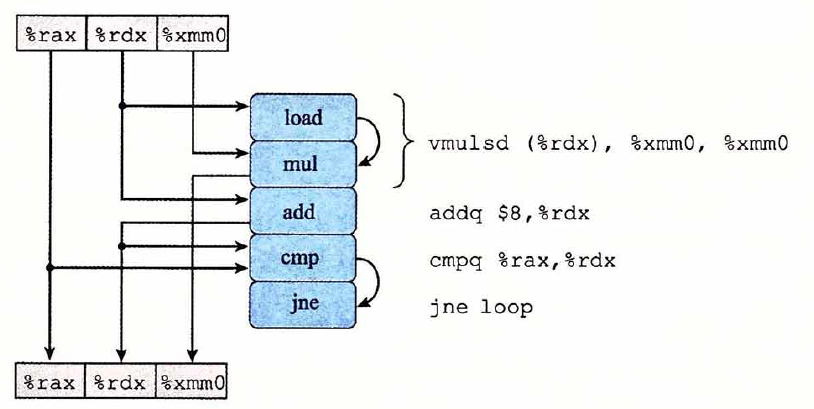 %rax %rdx %xmm0
load
mul
vmulsd (%rdx), %xmm0, %xmm0
add
addq $8,%rdx
cmp
cmpq %rax,%rdx
jne
jne loop
%rax %rdx %xmm0